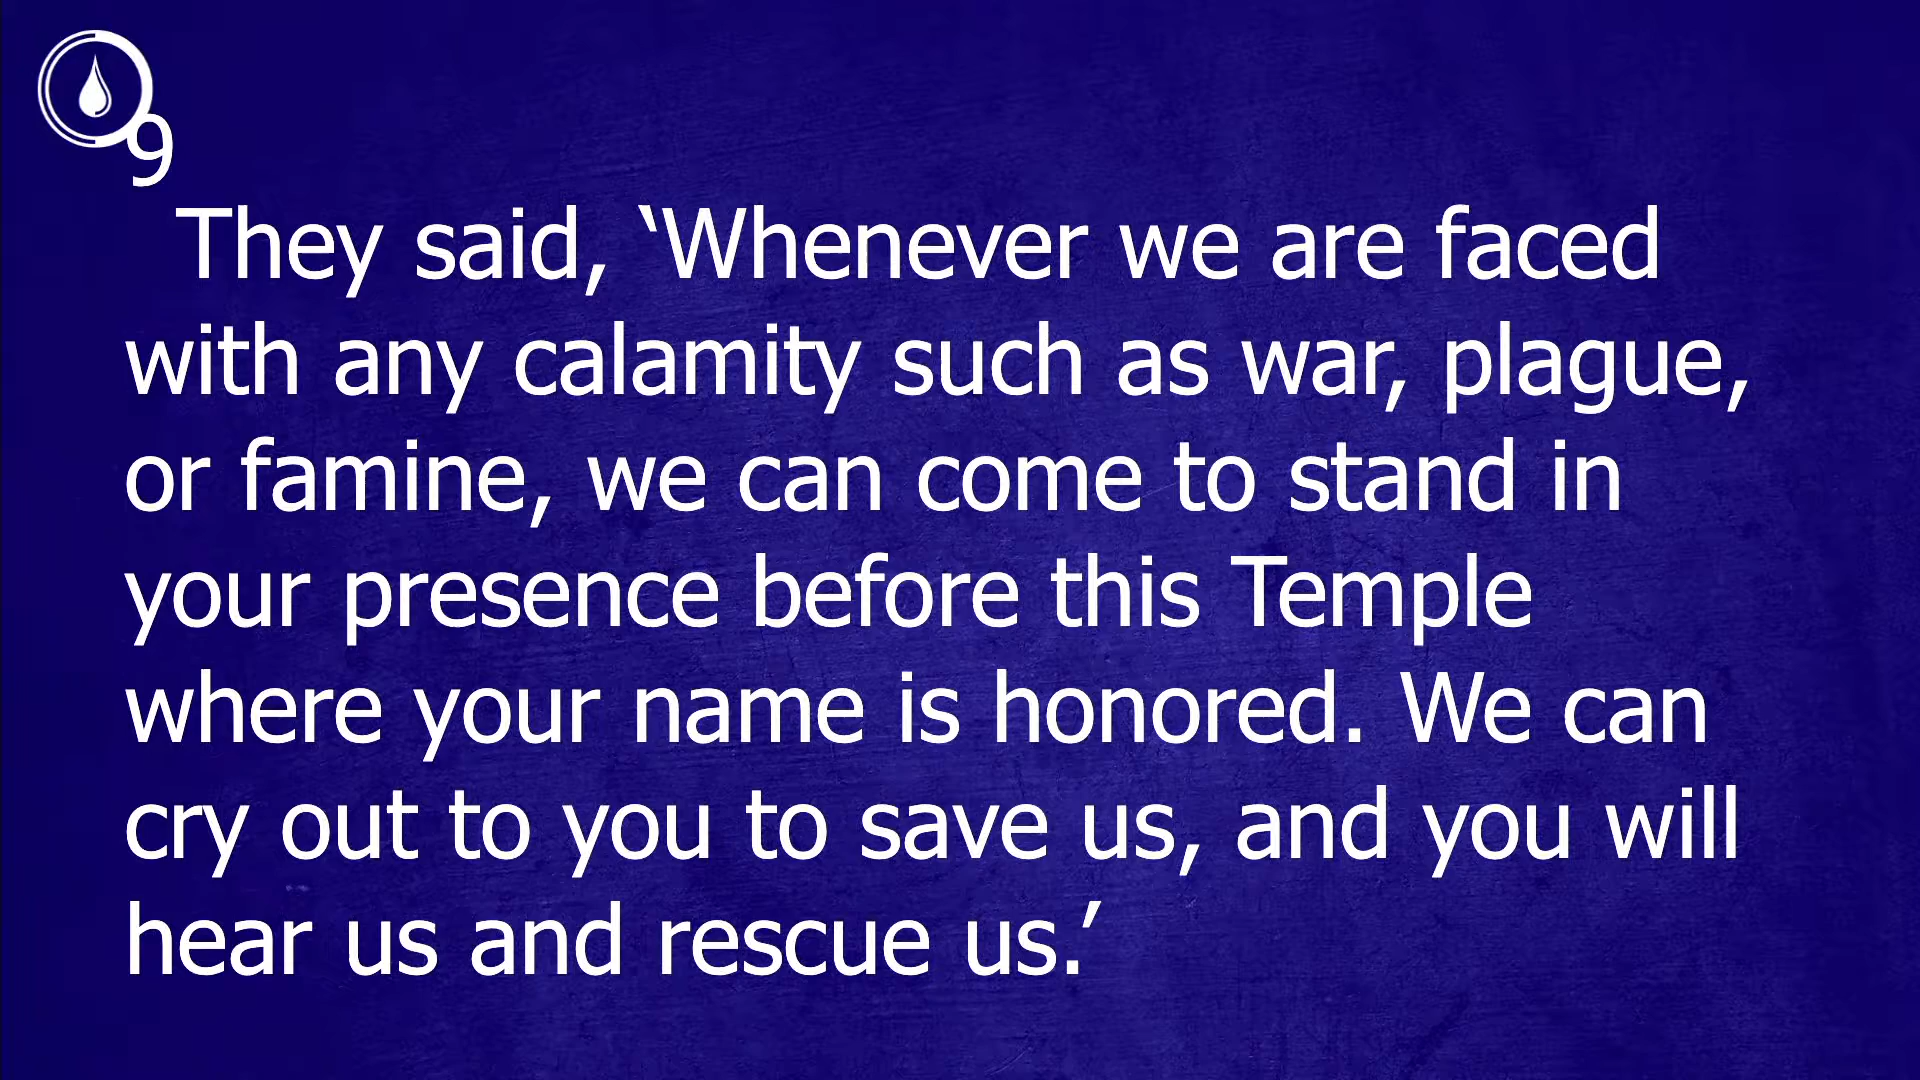 9
They said, ‘Whenever we are faced
with any calamity such as war, plague,
or famine, we can come to stand in
your presence before this Temple
where your name is honored. We can
cry out to you to save us, and you will
hear us and rescue us.’